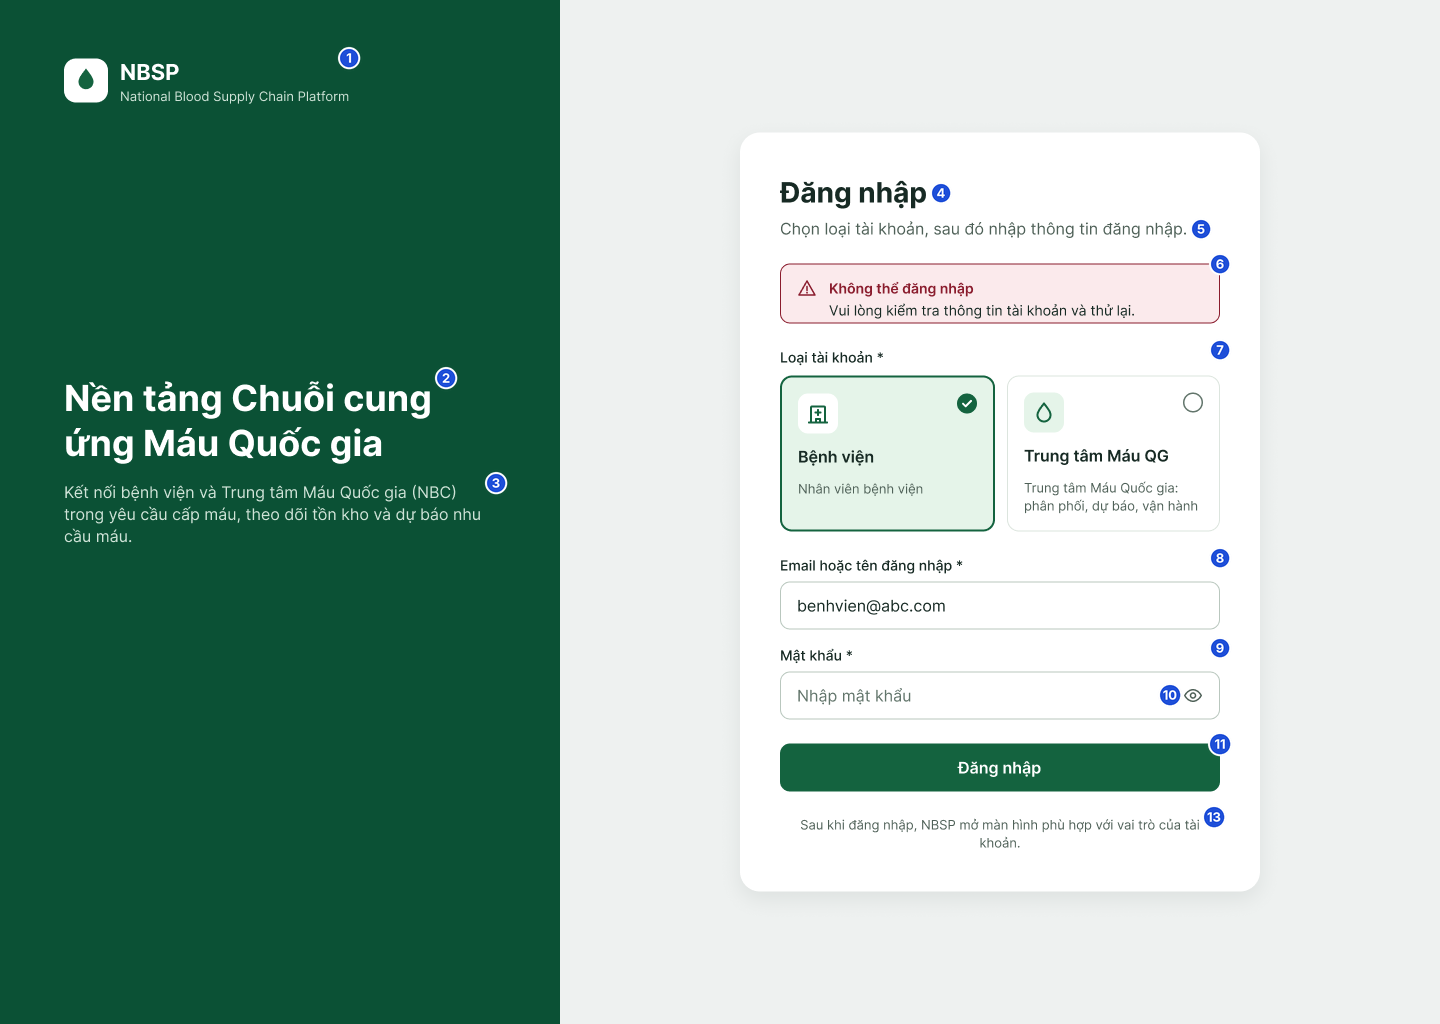 NBSP
1
National Blood Supply Chain Platform
Nền tảng Chuỗi cung
2
ứng Máu Quốc gia
3
Kết nối bệnh viện và Trung tâm Máu Quốc gia (NBC)
trong yêu cầu cấp máu, theo dõi tồn kho và dự báo nhu
cầu máu.
Đăng nhập 4
Chọn loại tài khoản, sau đó nhập thông tin đăng nhập. 5
6
Không thể đăng nhập
Vui lòng kiểm tra thông tin tài khoản và thử lại.
Loại tài khoản *
7
Bệnh viện
Nhân viên bệnh viện
Trung tâm Máu QG
Trung tâm Máu Quốc gia:
phân phối, dự báo, vận hành
Email hoặc tên đăng nhập *
8
benhvien@abc.com
Mật khẩu *
9
Nhập mật khẩu
10
11
Đăng nhập
Sau khi đăng nhập, NBSP mở màn hình phù hợp với vai trò của tài 13
khoản.